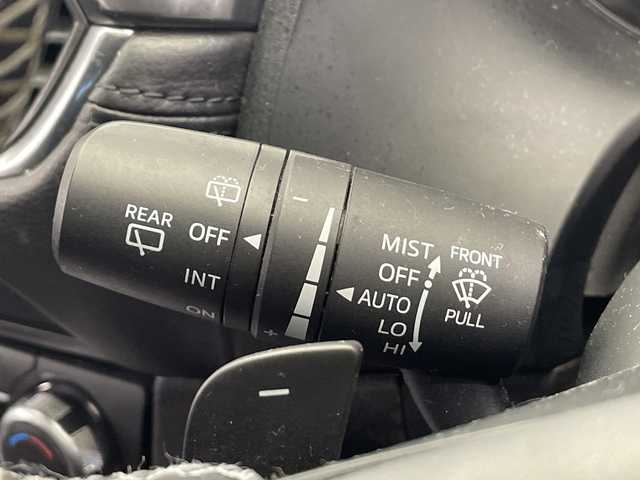 REAR
OFF
INT
ON
−
+
MIST
OFF
AUTO
LO
HI
FRONT
PULL
−